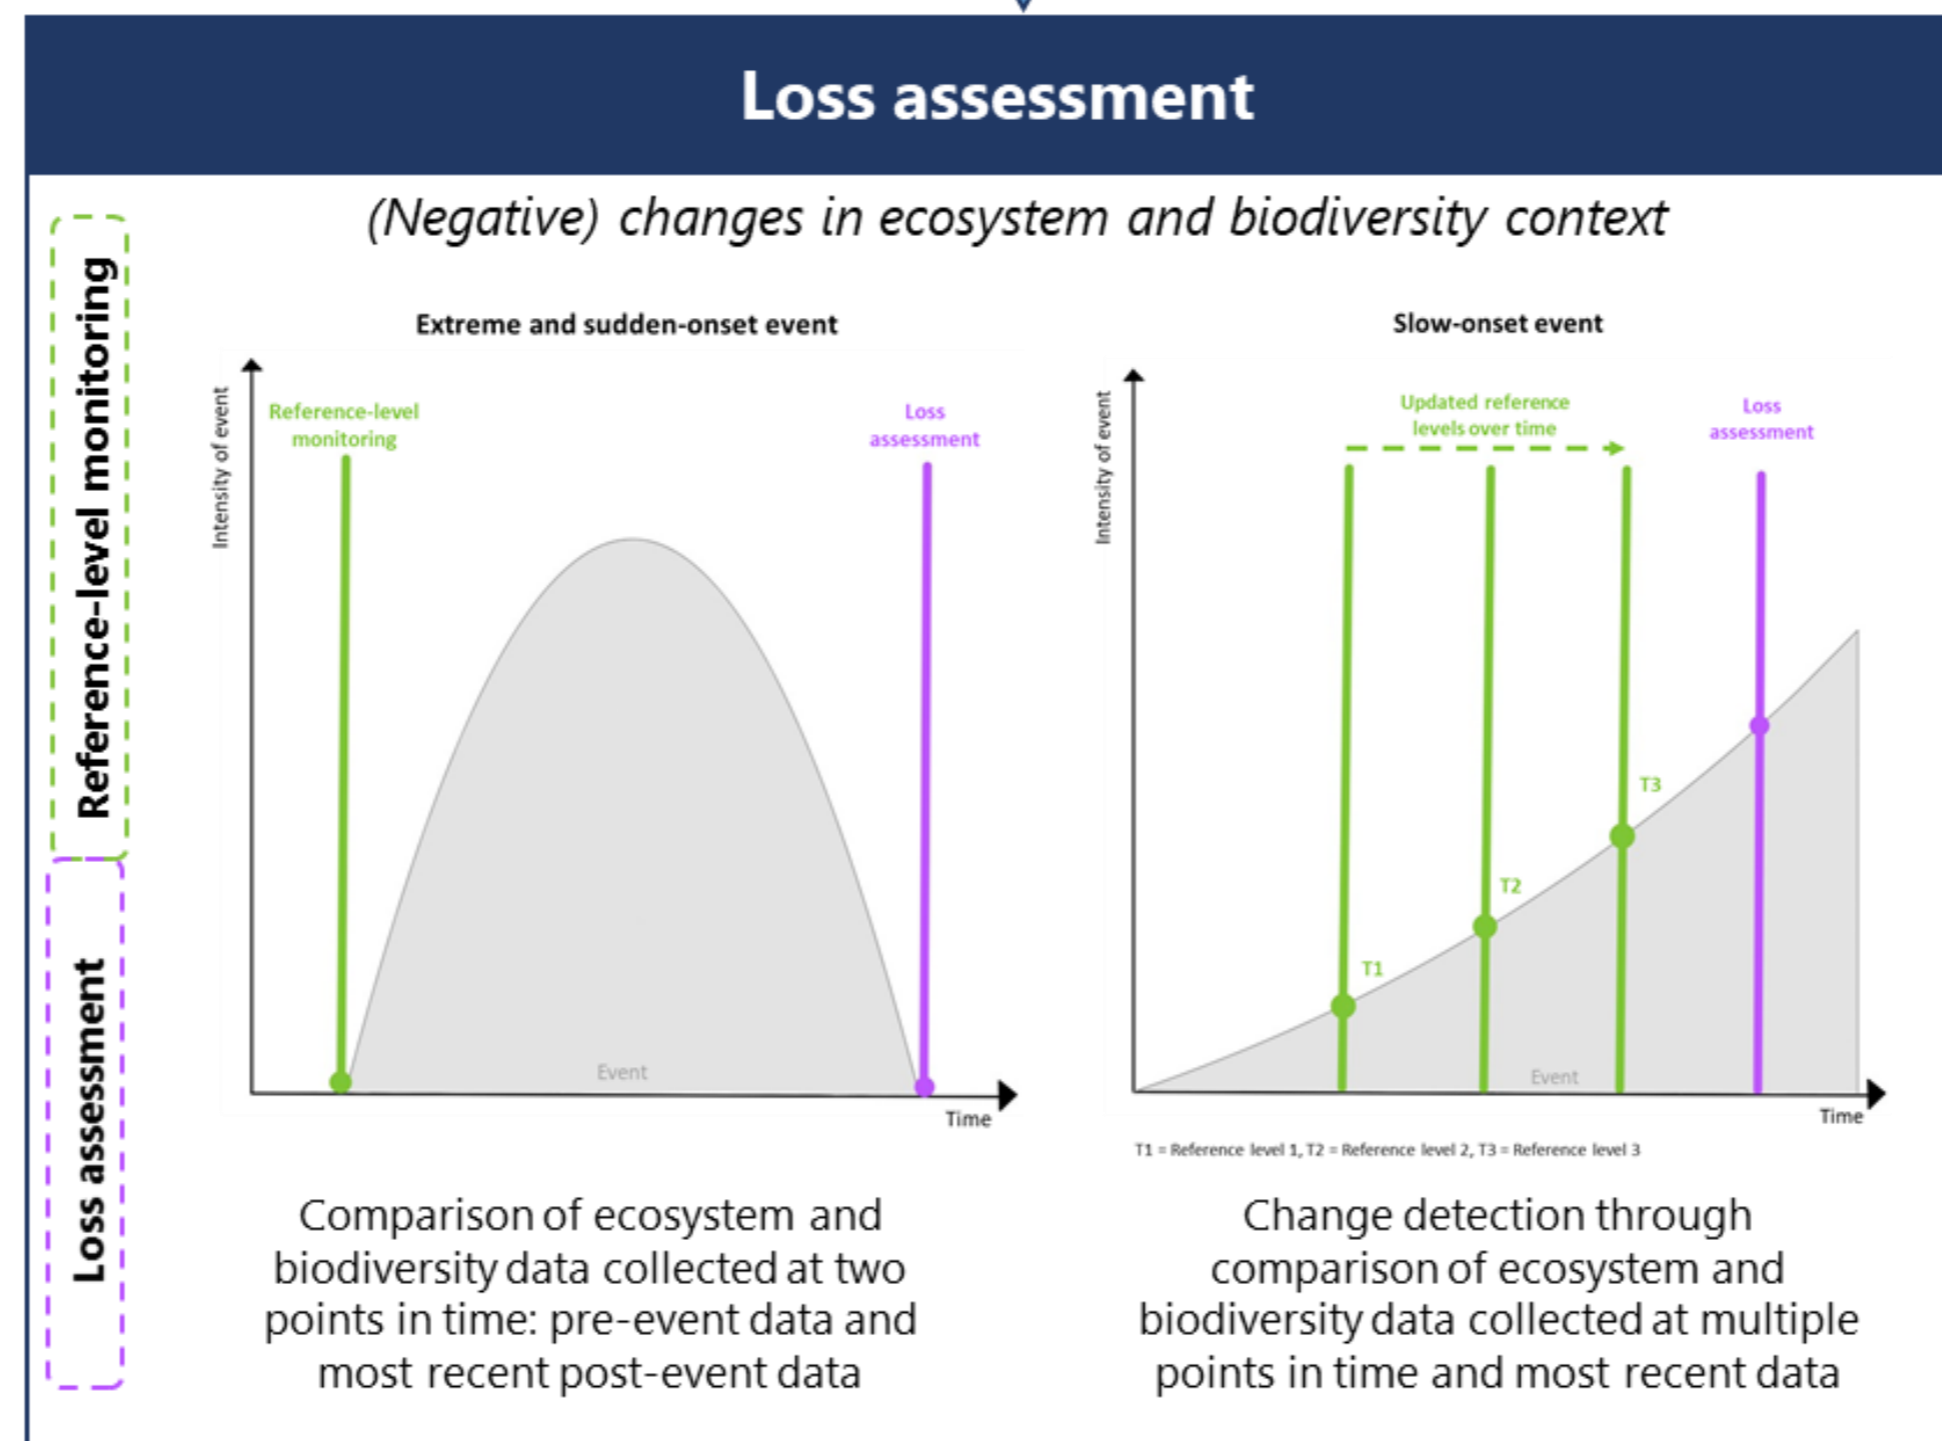 Loss assessment
(Negative) changes in ecosystem and biodiversity context
Reference-level monitoring
Loss assessment
Extreme and sudden-onset event
Intensity of event
Reference-level
monitoring
Loss
assessment
Event
Time
Comparison of ecosystem and
biodiversity data collected at two
points in time: pre-event data and
most recent post-event data
Slow-onset event
Intensity of event
Updated reference
levels over time
Loss
assessment
T1
T2
T3
Event
Time
T1 = Reference level 1, T2 = Reference level 2, T3 = Reference level 3
Change detection through
comparison of ecosystem and
biodiversity data collected at multiple
points in time and most recent data